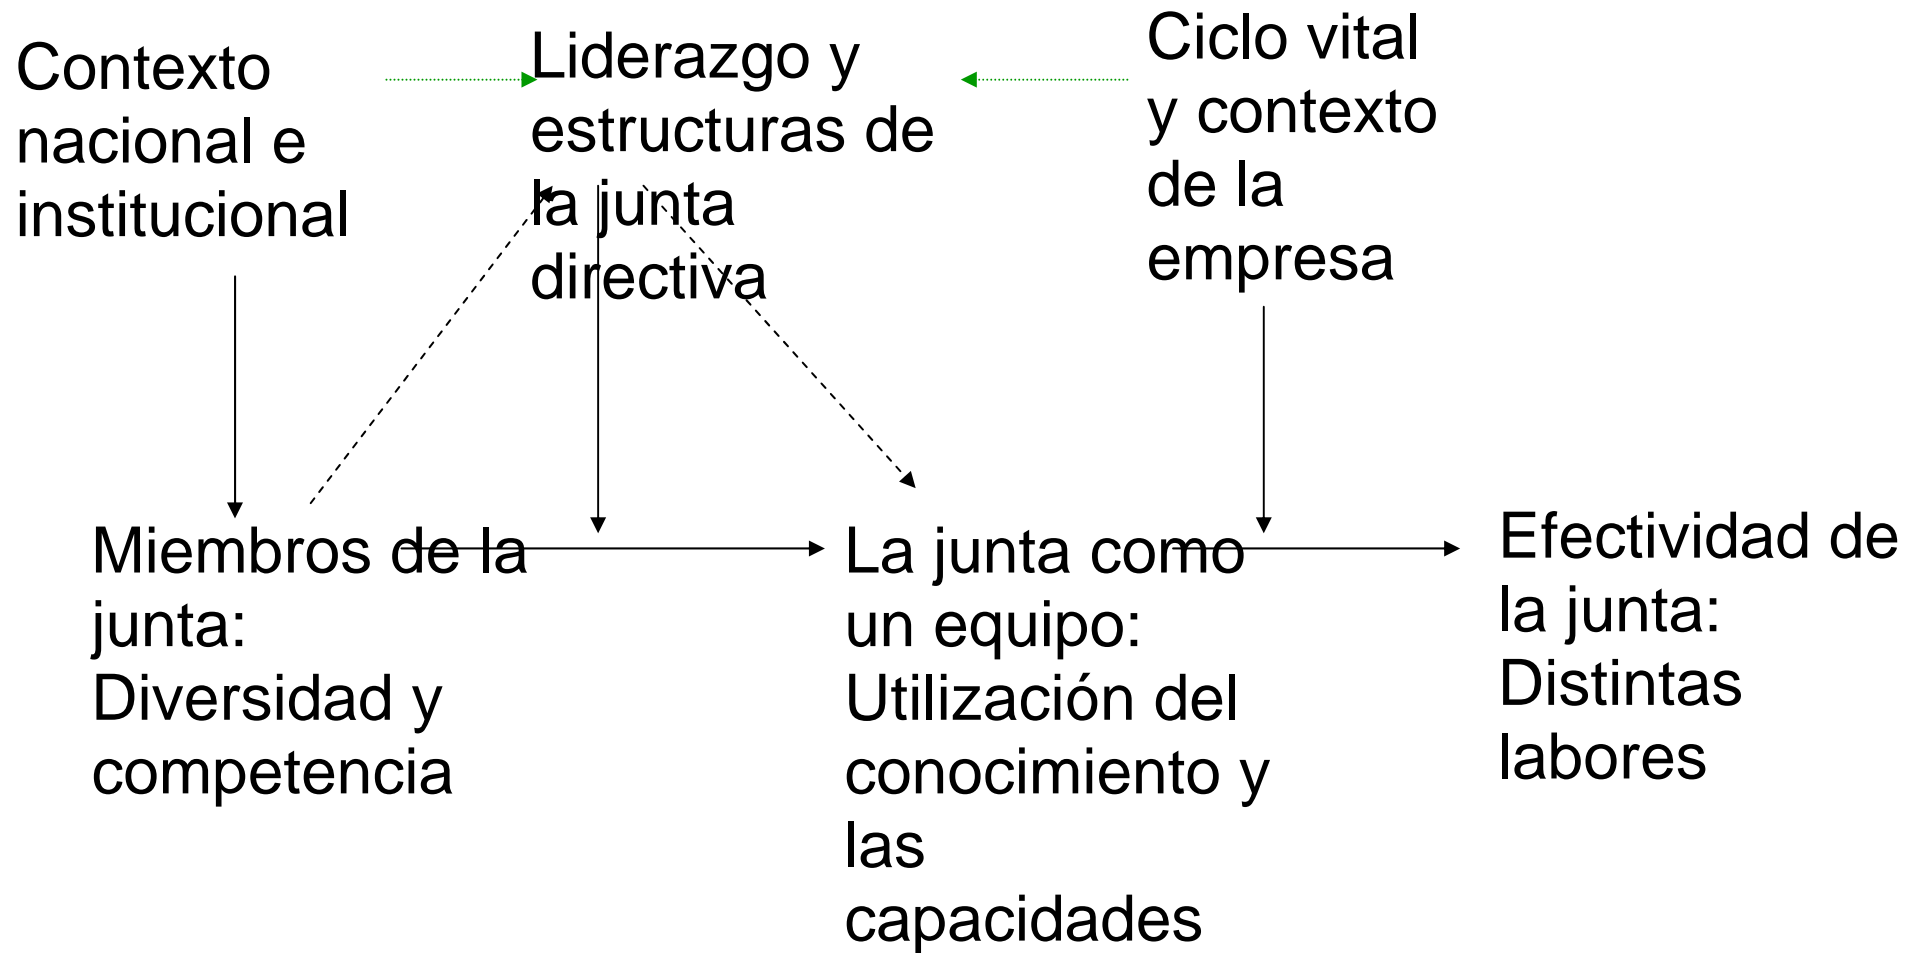 Contexto
nacional e
institucional
Liderazgo y
estructuras de
la junta
directiva
Ciclo vital
y contexto
de la
empresa
Miembros de la
junta:
Diversidad y
competencia
La junta como
un equipo:
Utilización del
conocimiento y
las
capacidades
Efectividad de
la junta:
Distintas
labores